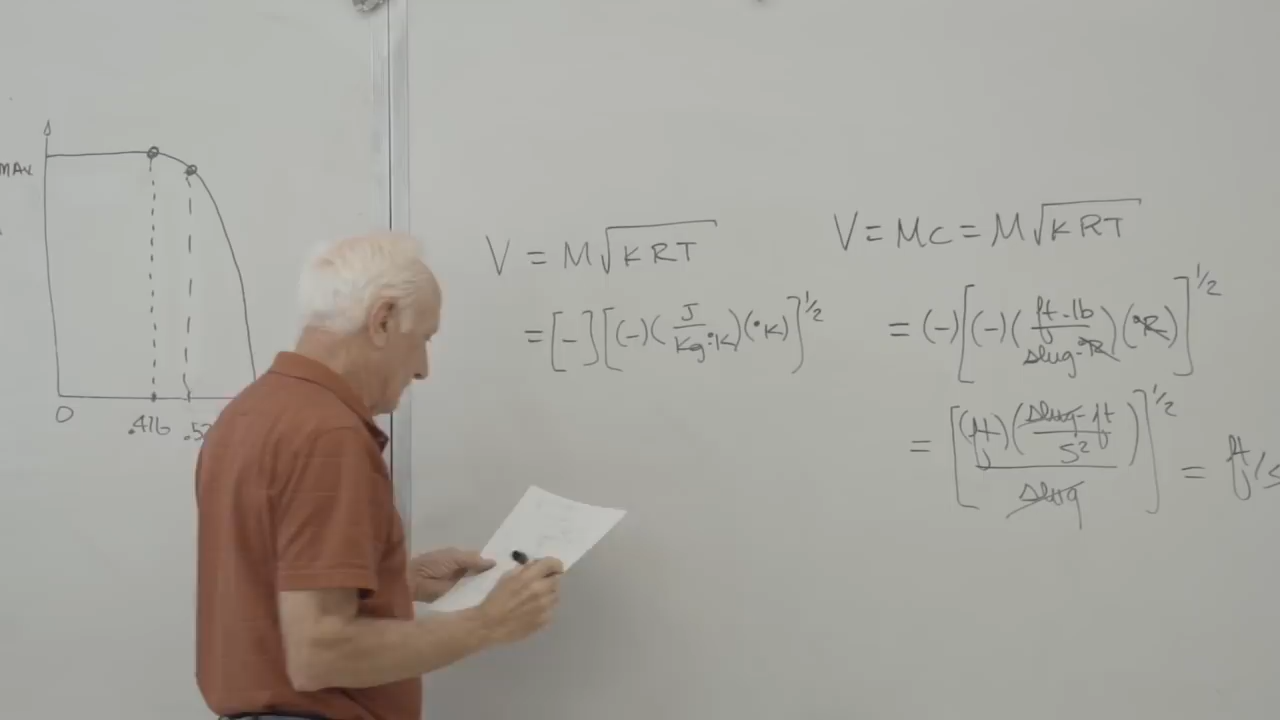 MAX
0
.416
V = M√KRT
= [-][(-)(J/Kg·°K)(°K)]^1/2
V = Mc = M√KRT
= (-)[(-)(ft-lb/slug-°R)(°R)]^1/2
= [(ft)(slug-ft/s²)/slug]^1/2 = ft/s